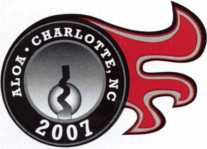 ALOA • CHARLOTTE, NC
2007